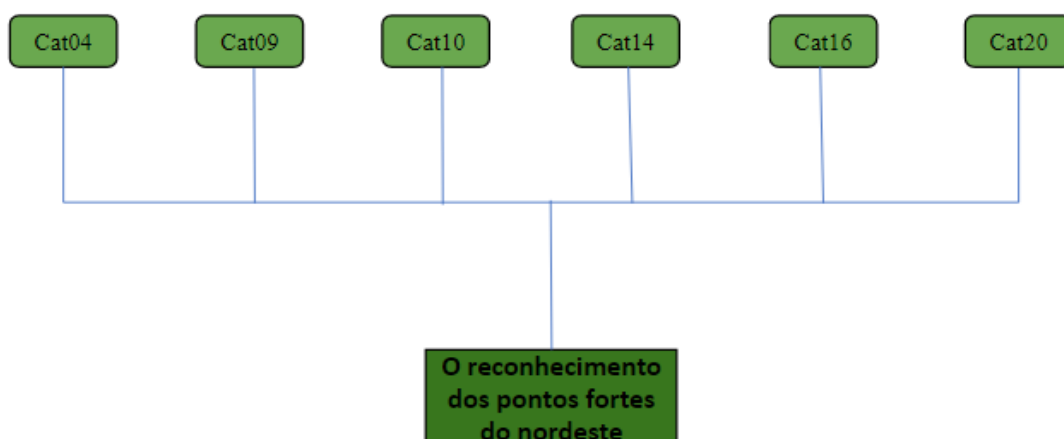 Cat04 Cat09 Cat10 Cat14 Cat16 Cat20
O reconhecimento
dos pontos fortes
do nordeste